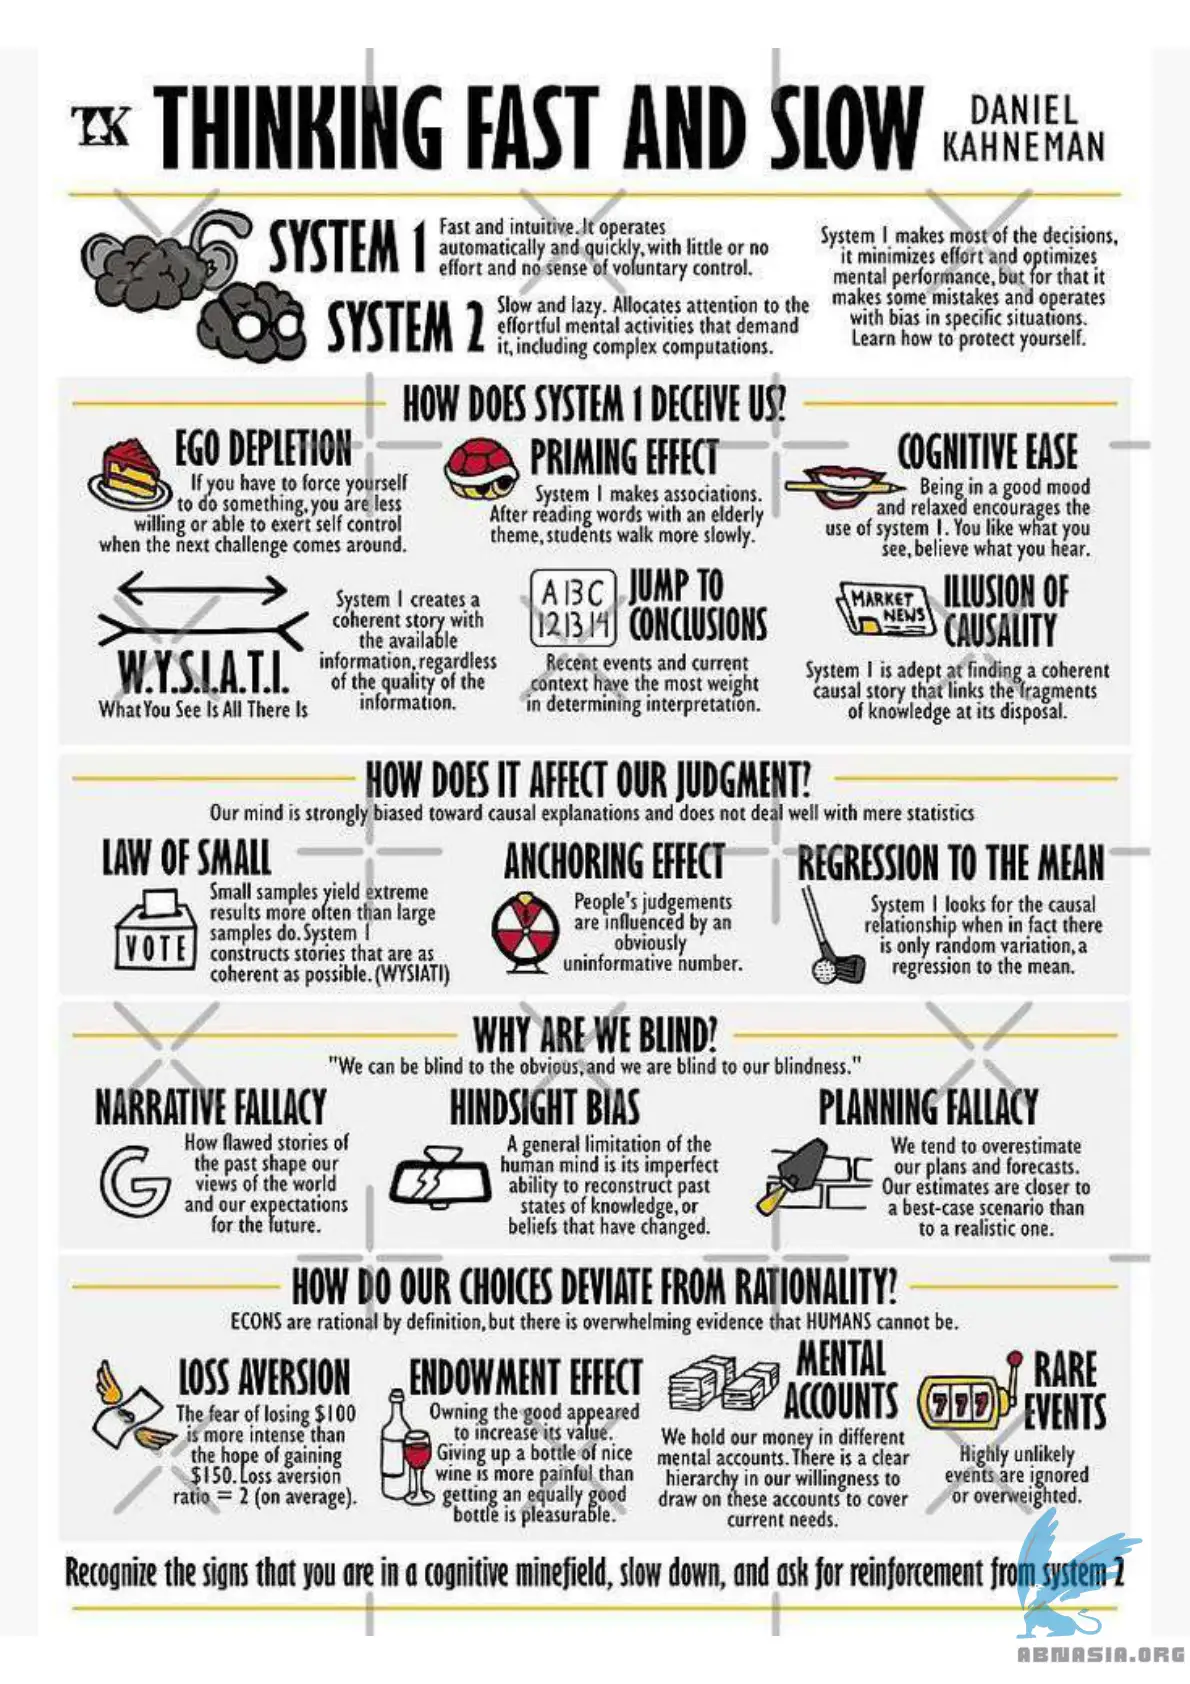 TK
THINKING FAST AND SLOW
DANIEL
KAHNEMAN
SYSTEM 1
Fast and intuitive. It operates
automatically and quickly, with little or no
effort and no sense of voluntary control.
SYSTEM 2
Slow and lazy. Allocates attention to the
effortful mental activities that demand
it, including complex computations.
System 1 makes most of the decisions,
it minimizes effort and optimizes
mental performance, but for that it
makes some mistakes and operates
with bias in specific situations.
Learn how to protect yourself.
HOW DOES SYSTEM 1 DECEIVE US?
EGO DEPLETION
If you have to force yourself
to do something, you are less
willing or able to exert self control
when the next challenge comes around.
PRIMING EFFECT
System 1 makes associations.
After reading words with an elderly
theme, students walk more slowly.
COGNITIVE EASE
Being in a good mood
and relaxed encourages the
use of system 1. You like what you
see, believe what you hear.
W.Y.S.I.A.T.I.
What You See Is All There Is
System 1 creates a
coherent story with
the available
information, regardless
of the quality of the
information.
A 13 C
12 13 14
JUMP TO
CONCLUSIONS
Recent events and current
context have the most weight
in determining interpretation.
MARKET
NEWS
ILLUSION OF
CAUSALITY
System 1 is adept at finding a coherent
causal story that links the fragments
of knowledge at its disposal.
HOW DOES IT AFFECT OUR JUDGMENT?
Our mind is strongly biased toward causal explanations and does not deal well with mere statistics
LAW OF SMALL
VOTE
Small samples yield extreme
results more often than large
samples do. System 1
constructs stories that are as
coherent as possible. (WYSIATI)
ANCHORING EFFECT
People's judgements
are influenced by an
obviously
uninformative number.
REGRESSION TO THE MEAN
System 1 looks for the causal
relationship when in fact there
is only random variation, a
regression to the mean.
WHY ARE WE BLIND?
"We can be blind to the obvious, and we are blind to our blindness."
NARRATIVE FALLACY
G
How flawed stories of
the past shape our
views of the world
and our expectations
for the future.
HINDSIGHT BIAS
A general limitation of the
human mind is its imperfect
ability to reconstruct past
states of knowledge, or
beliefs that have changed.
PLANNING FALLACY
We tend to overestimate
our plans and forecasts.
Our estimates are closer to
a best-case scenario than
to a realistic one.
HOW DO OUR CHOICES DEVIATE FROM RATIONALITY?
ECONS are rational by definition, but there is overwhelming evidence that HUMANS cannot be.
LOSS AVERSION
The fear of losing $100
is more intense than
the hope of gaining
$150. Loss aversion
ratio = 2 (on average).
ENDOWMENT EFFECT
Owning the good appeared
to increase its value.
Giving up a bottle of nice
wine is more painful than
getting an equally good
bottle is pleasurable.
MENTAL
ACCOUNTS
We hold our money in different
mental accounts. There is a clear
hierarchy in our willingness to
draw on these accounts to cover
current needs.
777
RARE
EVENTS
Highly unlikely
events are ignored
or overweighted.
Recognize the signs that you are in a cognitive minefield, slow down, and ask for reinforcement from system 2
ABNASIA.ORG